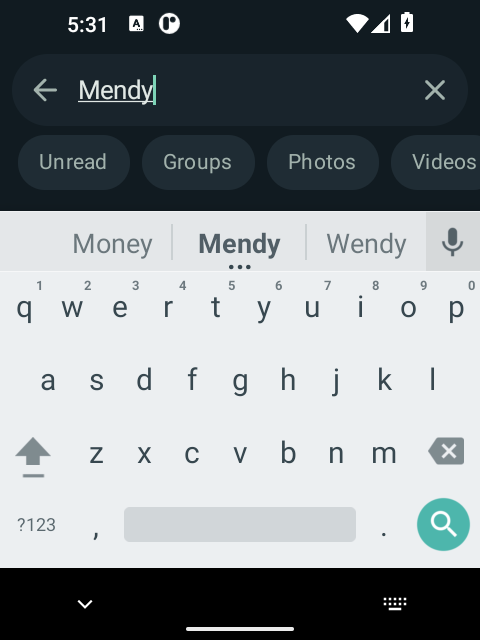 5:31 A
Mendy
Unread Groups Photos Videos
Money Mendy Wendy
1 2 3 4 5 6 7 8 9 0
q w e r t y u i o p
a s d f g h j k l
z x c v b n m
?123 , .